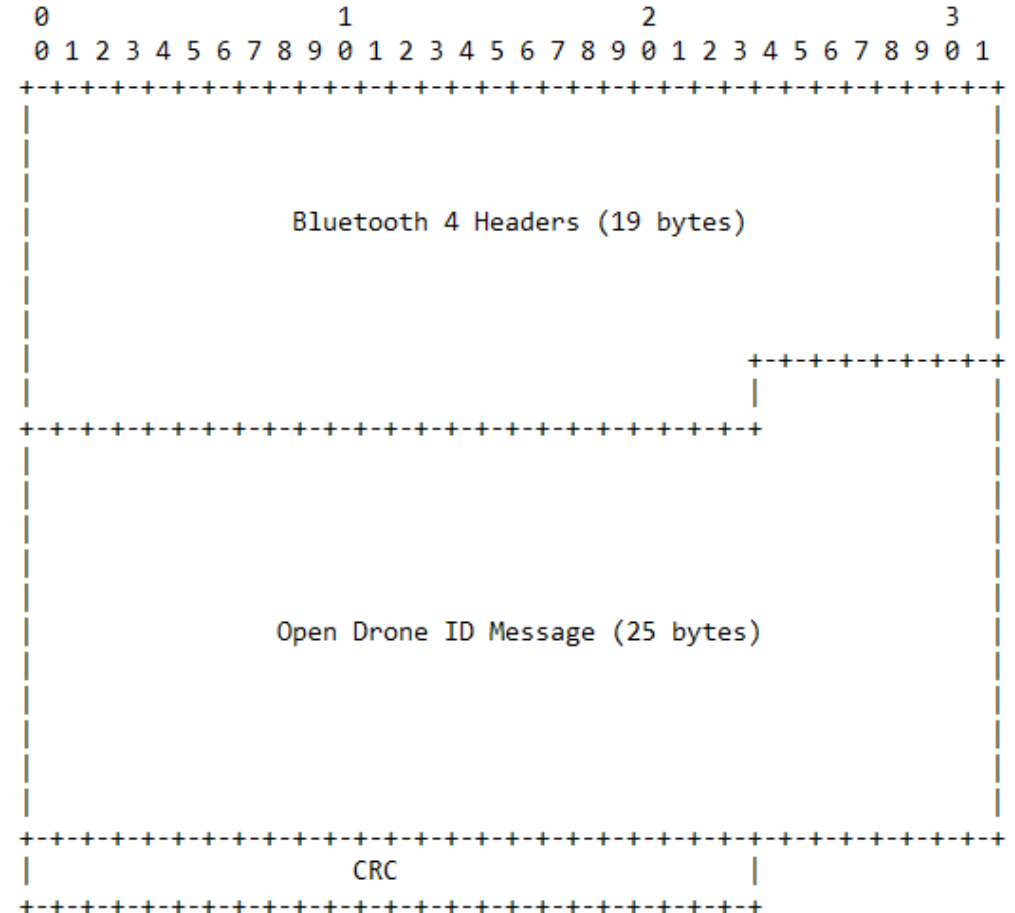 0                   1                   2                   3
0 1 2 3 4 5 6 7 8 9 0 1 2 3 4 5 6 7 8 9 0 1 2 3 4 5 6 7 8 9 0 1
Bluetooth 4 Headers (19 bytes)
Open Drone ID Message (25 bytes)
CRC